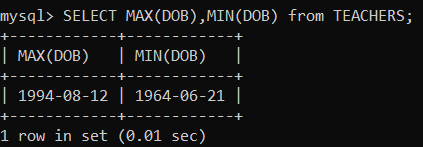 mysql> SELECT MAX(DOB),MIN(DOB) from TEACHERS;
+------------+------------+
| MAX(DOB)   | MIN(DOB)   |
+------------+------------+
| 1994-08-12 | 1964-06-21 |
+------------+------------+
1 row in set (0.01 sec)